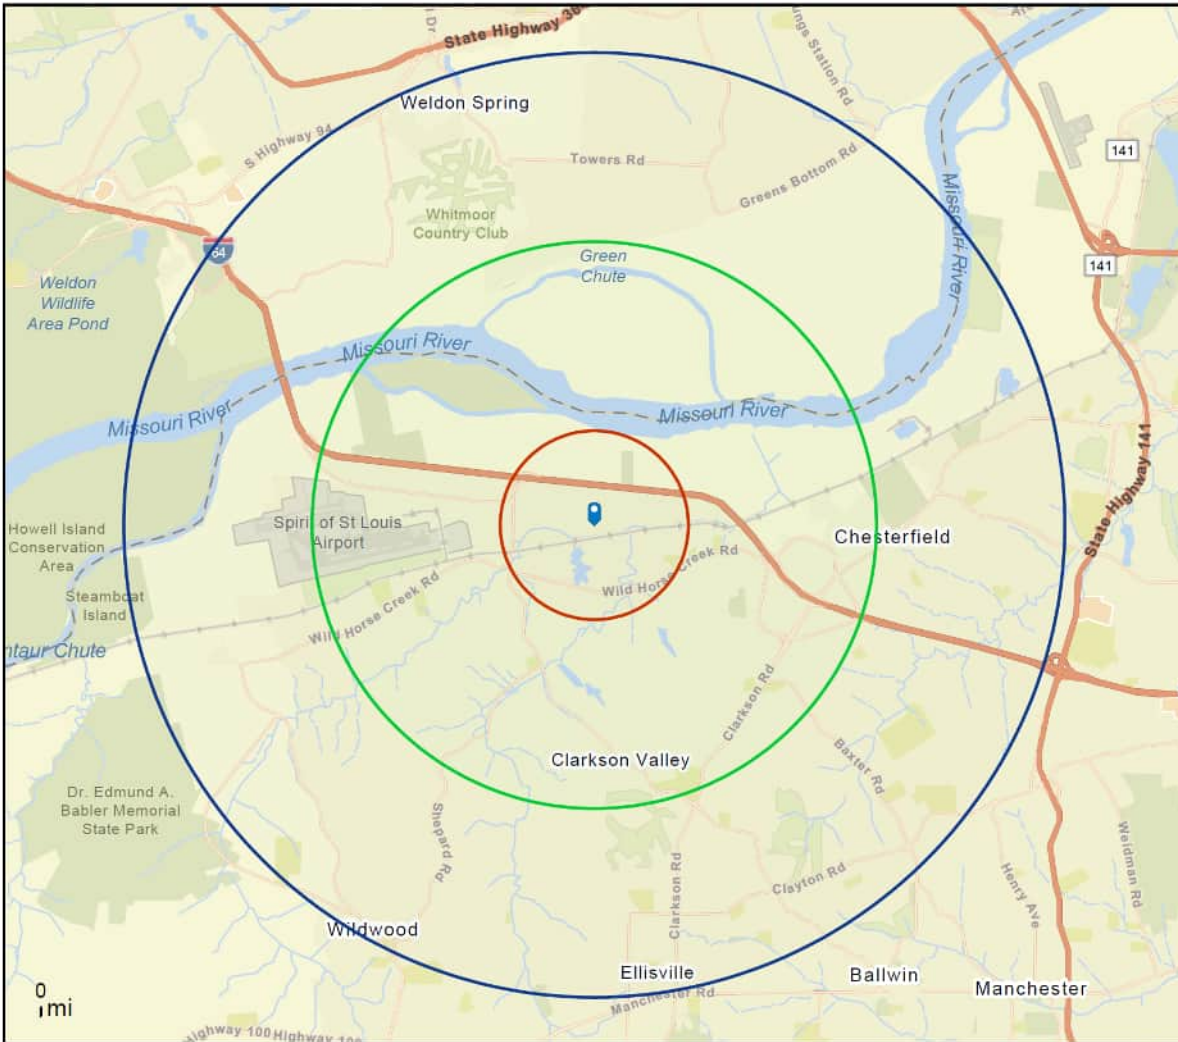 State Highway 36
Weldon Spring
S Highway 94
Towers Rd
ngs Station Rd
Greens Bottom Rd
141
Whitmoor
Country Club
64
Missouri River
Green
Chute
141
Weldon
Wildlife
Area Pond
Missouri River
Missouri River
Missouri River
State Highway 141
Howell Island
Conservation
Area
Spirit of St Louis
Airport
Chesterfield
Steamboat
Island
Wild Horse Creek Rd
Wild Horse Creek Rd
ntaur Chute
Clarkson Rd
Clarkson Valley
Baxter Rd
Dr. Edmund A.
Babler Memorial
State Park
Shepard Rd
Clarkson Rd
Clayton Rd
Henry Ave
Weidman Rd
Wildwood
Ellisville
Ballwin
Manchester
Manchester Rd
0
mi
Highway 100
Highway 100